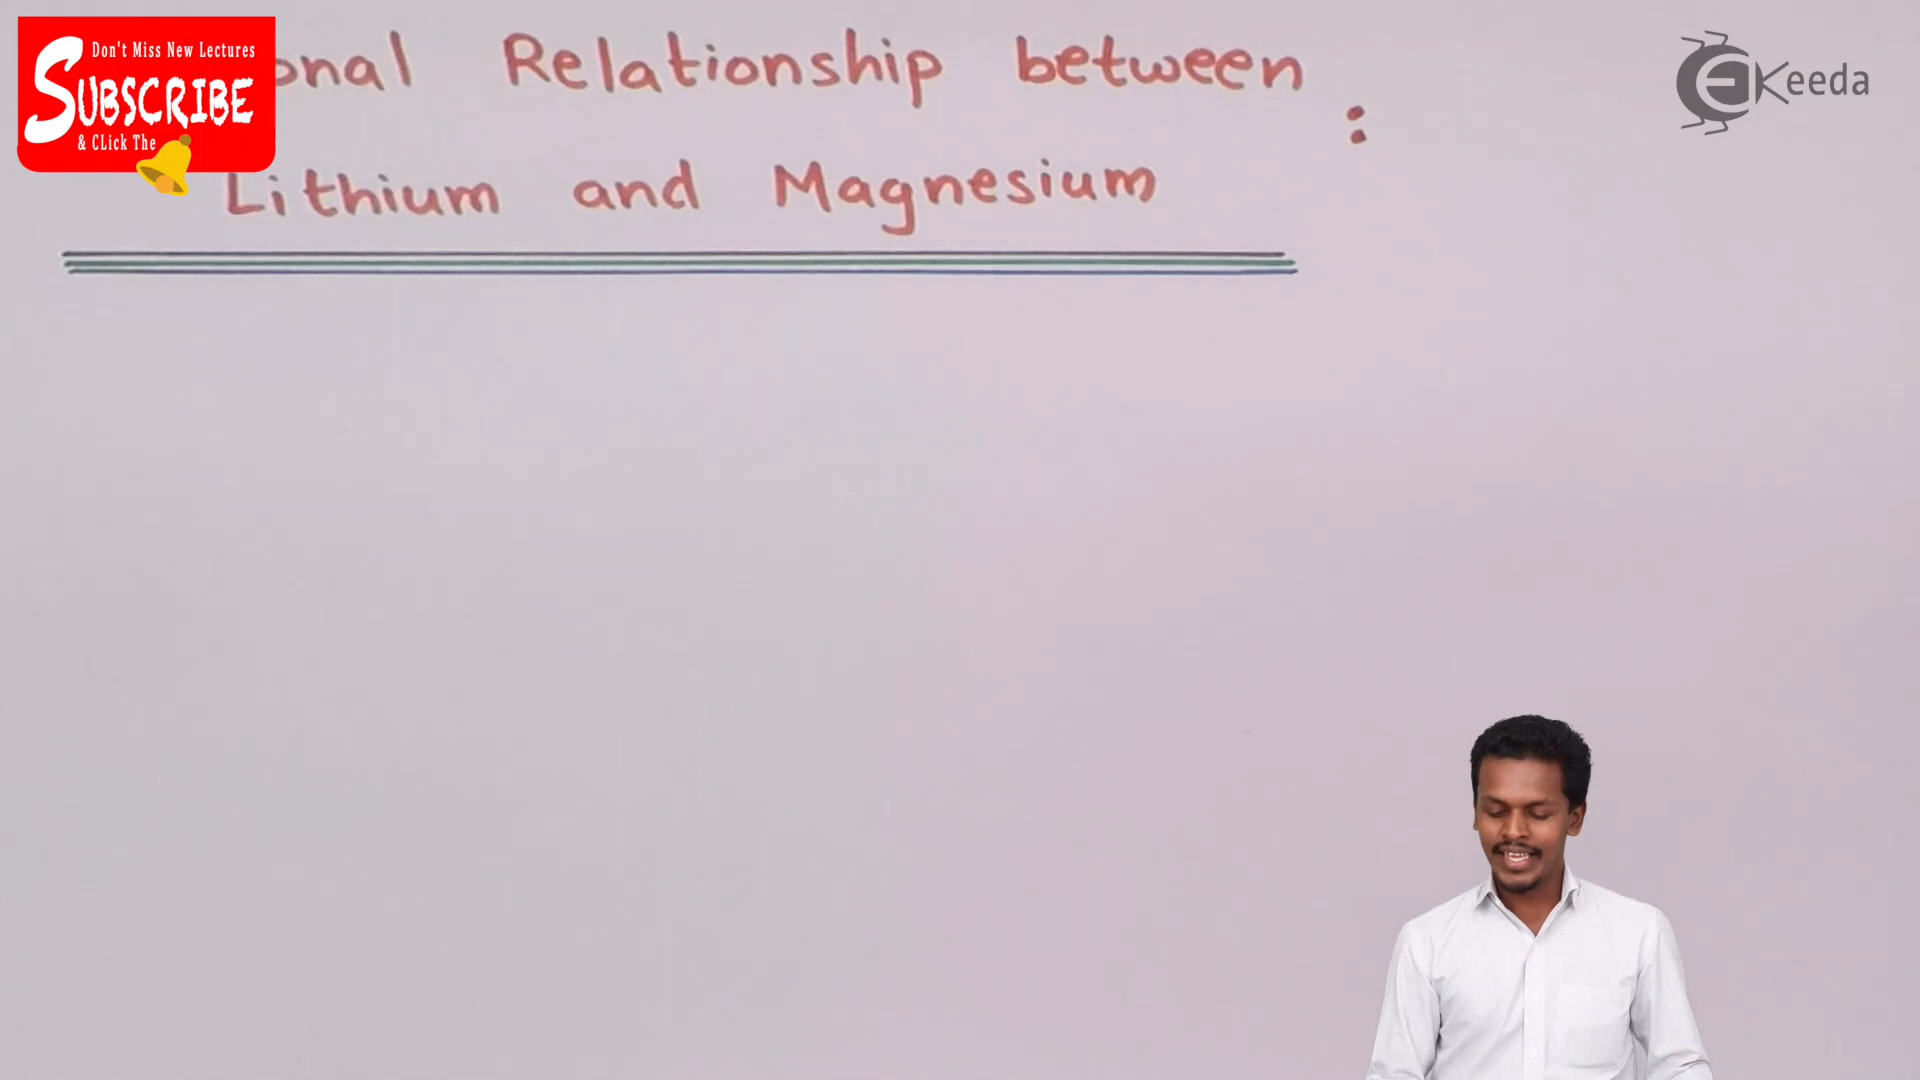 Don't Miss New Lectures
SUBSCRIBE
& CLick The
onal Relationship between :
Lithium and Magnesium
Keeda